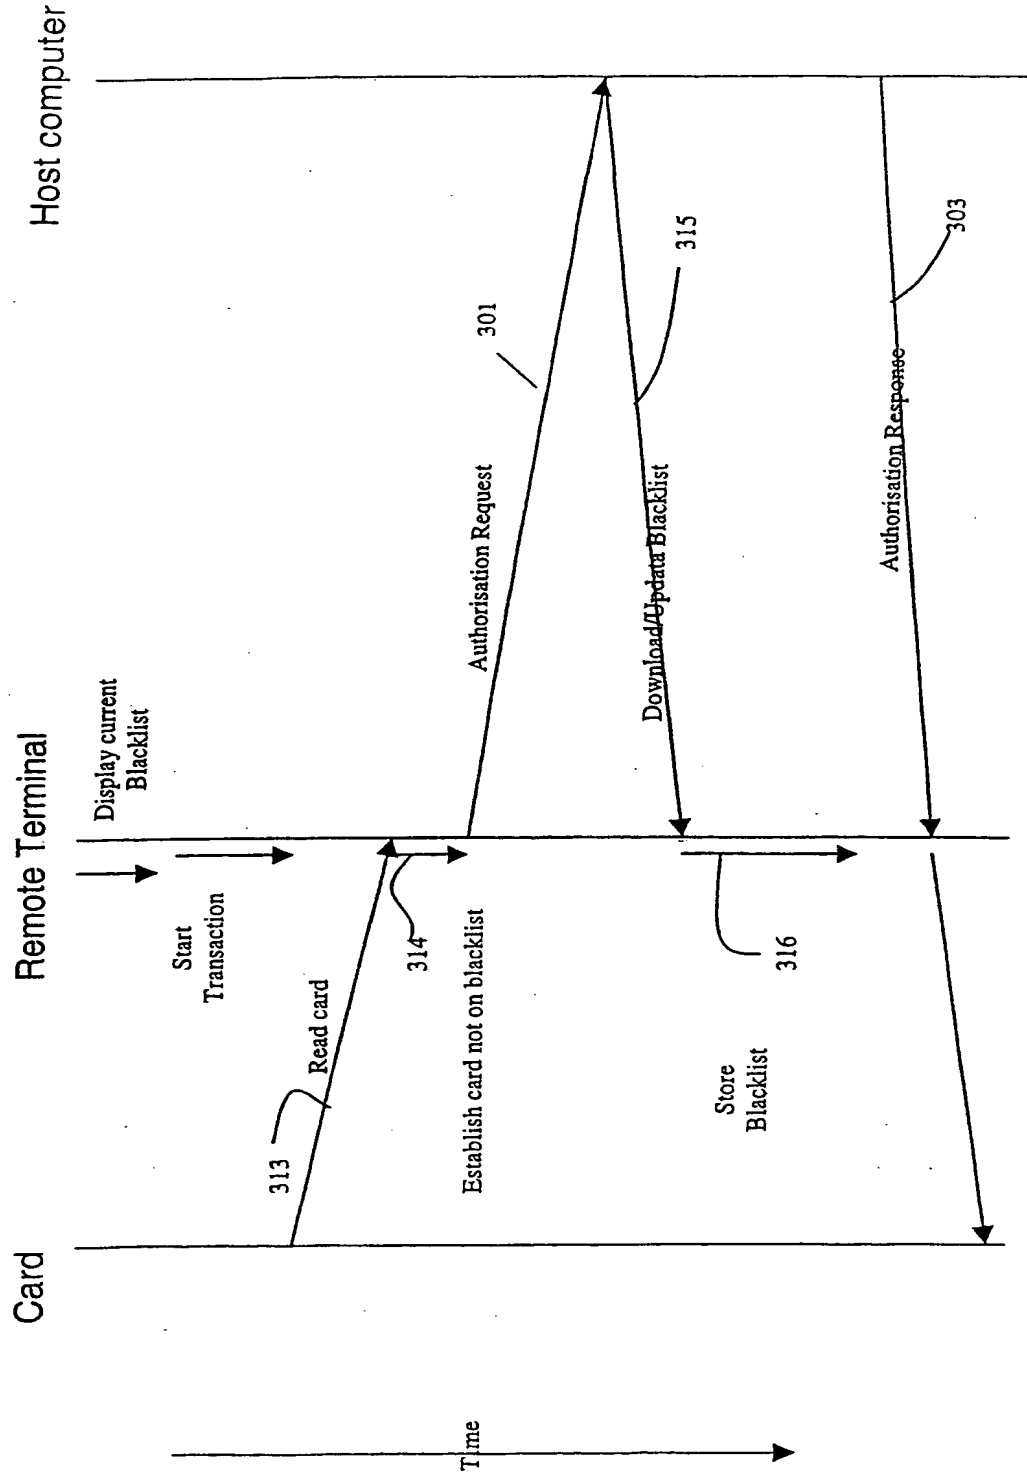 Card
Remote Terminal
Host computer
Display current
Blacklist
Start
Transaction
313
Read card
314
Establish card not on blacklist
Authorisation Request
301
Download/Updata Blacklist
315
Store
Blacklist
316
Authorisation Response
303
Time